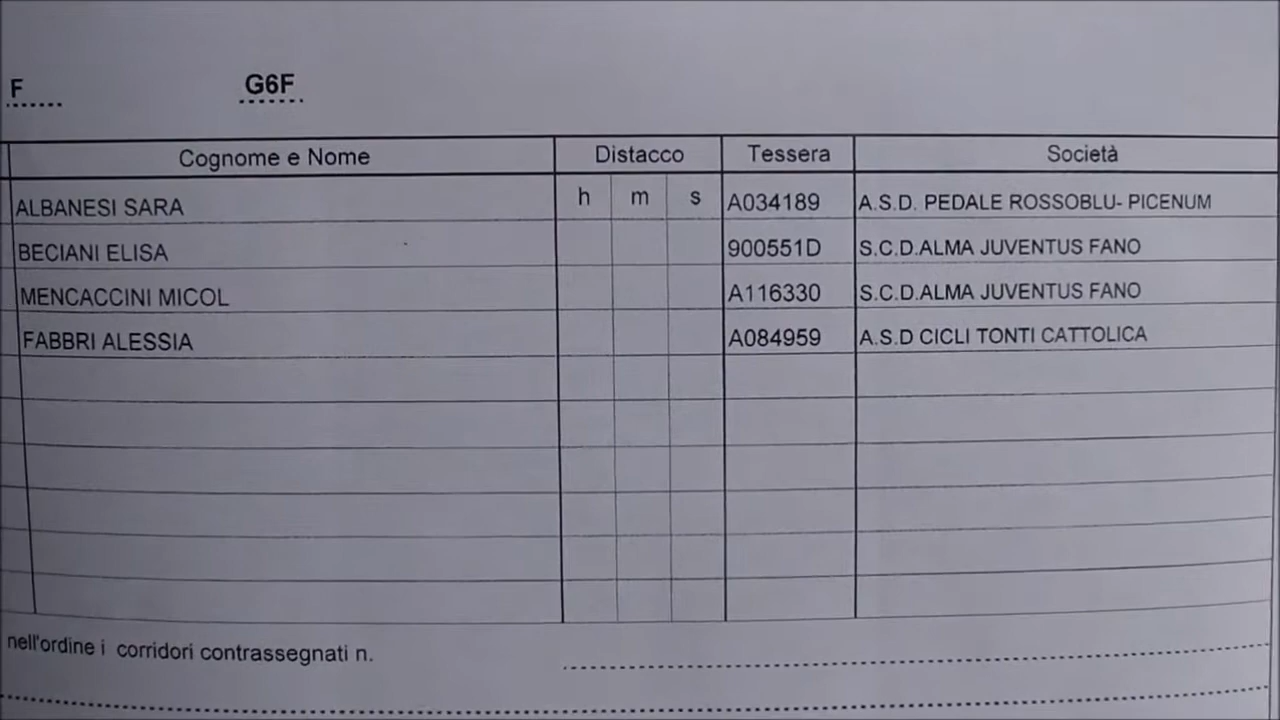 F G6F
Cognome e Nome Distacco Tessera Società
ALBANESI SARA h m s A034189 A.S.D. PEDALE ROSSOBLU- PICENUM
BECIANI ELISA 900551D S.C.D.ALMA JUVENTUS FANO
MENCACCINI MICOL A116330 S.C.D.ALMA JUVENTUS FANO
FABBRI ALESSIA A084959 A.S.D CICLI TONTI CATTOLICA
nell'ordine i corridori contrassegnati n.